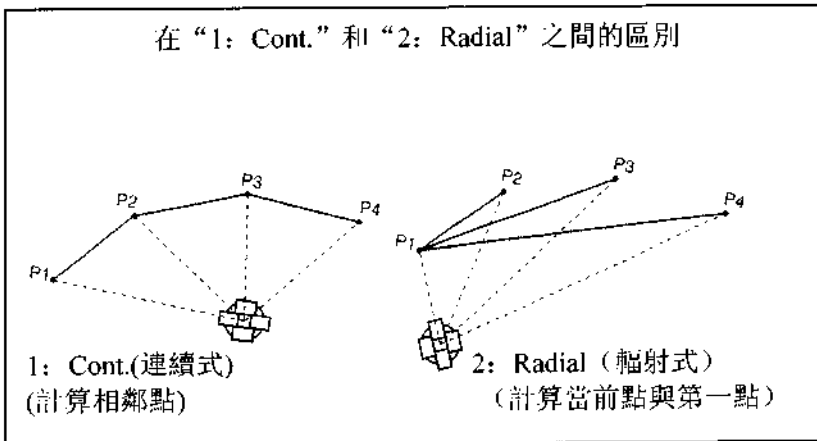 在“1：Cont.”和“2：Radial”之間的區別
P1
P2
P3
P4
P1
P2
P3
P4
1：Cont.(連續式)
(計算相鄰點)
2：Radial（輻射式）
（計算當前點與第一點）